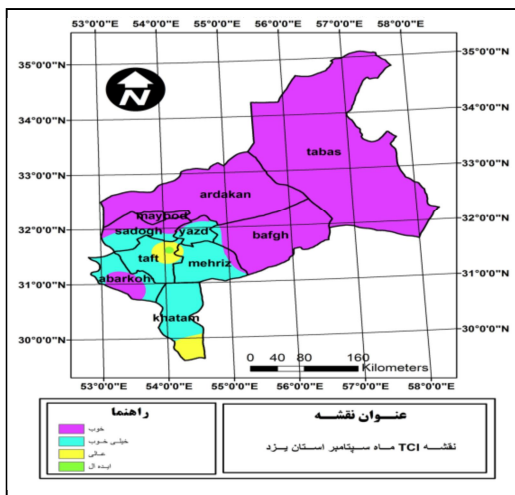 53°0'0"E 54°0'0"E 55°0'0"E 56°0'0"E 57°0'0"E 58°0'0"E
35°0'0"N 35°0'0"N
34°0'0"N 34°0'0"N
33°0'0"N 33°0'0"N
32°0'0"N 32°0'0"N
31°0'0"N 31°0'0"N
30°0'0"N 30°0'0"N
N
tabas
ardakan
maybod
sadogh yazd
bafgh
taft
mehriz
abarkoh
khatam
0 40 80 160
Kilometers
53°0'0"E 54°0'0"E 55°0'0"E 56°0'0"E 57°0'0"E 58°0'0"E
راهنما
خوب
خیلی خوب
عالی
ایده ال
عنوان نقشه
نقشه TCI ماه سپتامبر استان یزد